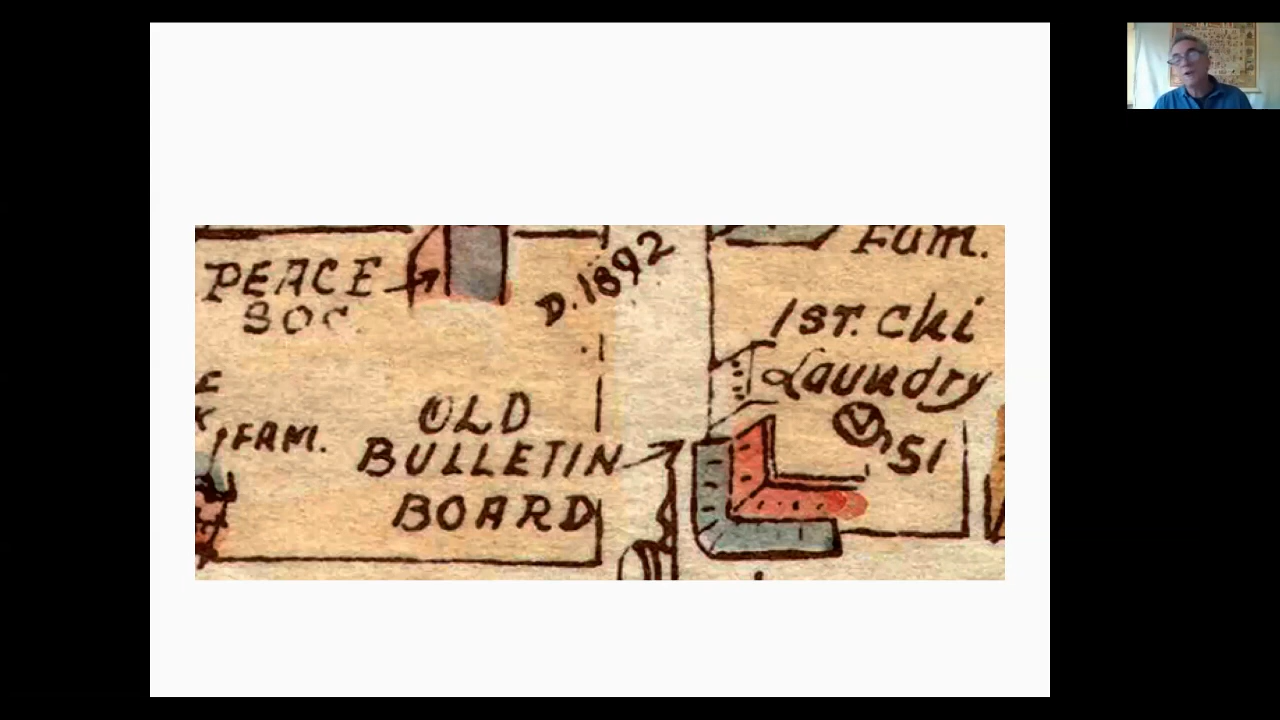 PEACE
SOC.
D. 1892
Fam.
1ST. Chi
Laundry
51
FAM.
OLD
BULLETIN
BOARD